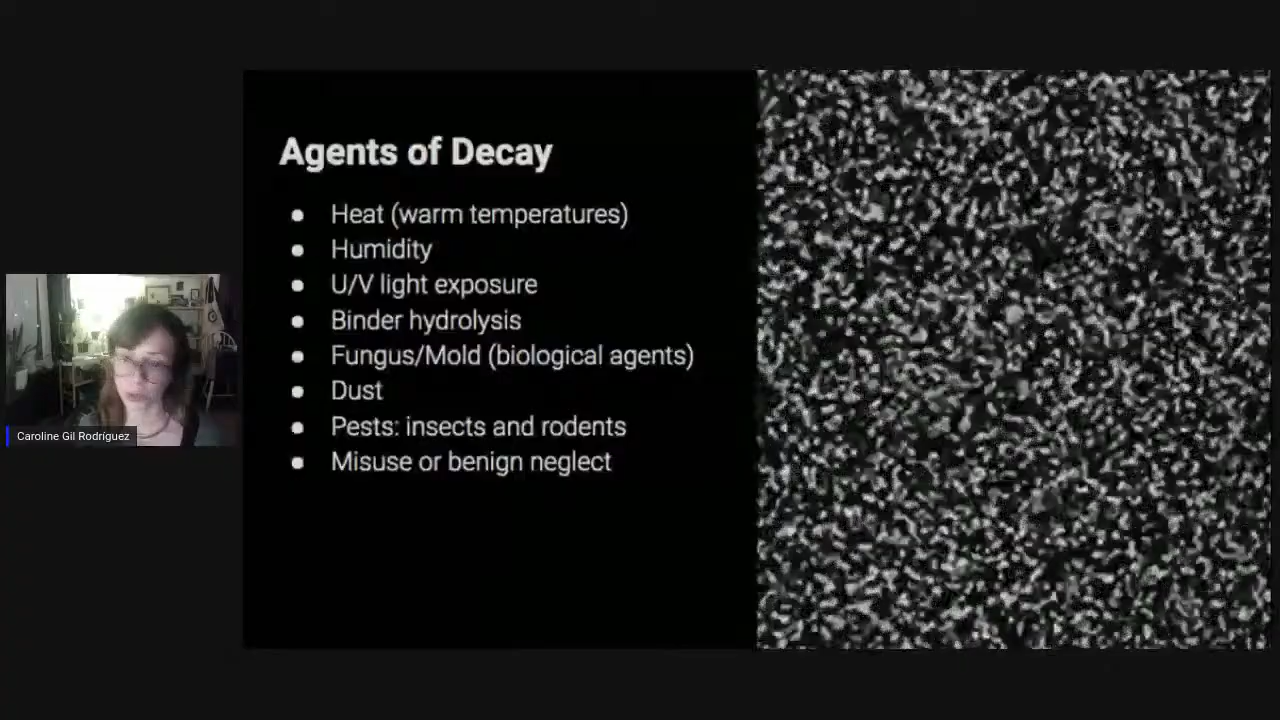 Agents of Decay
Heat (warm temperatures)
Humidity
U/V light exposure
Binder hydrolysis
Fungus/Mold (biological agents)
Dust
Pests: insects and rodents
Misuse or benign neglect
Caroline Gil Rodríguez